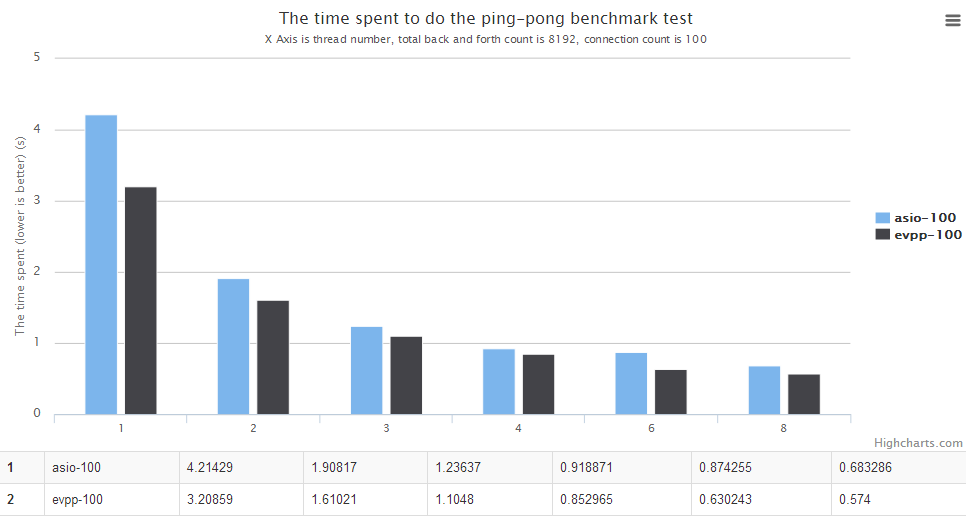 The time spent to do the ping-pong benchmark test
X Axis is thread number, total back and forth count is 8192, connection count is 100
The time spent (lower is better) (s)
5
4
3
2
1
0
1 2 3 4 6 8
asio-100
evpp-100
Highcharts.com
1 asio-100 4.21429 1.90817 1.23637 0.918871 0.874255 0.683286
2 evpp-100 3.20859 1.61021 1.1048 0.852965 0.630243 0.574